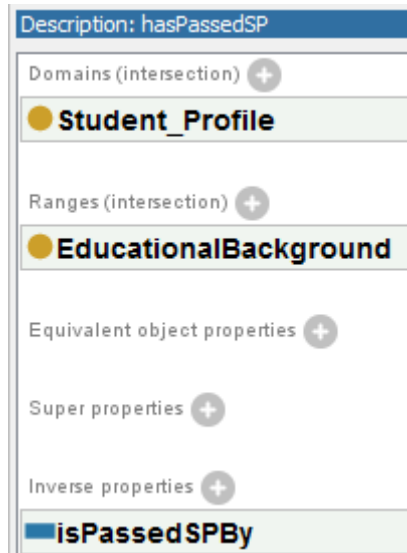 Description: hasPassedSP
Domains (intersection)
Student_Profile
Ranges (intersection)
EducationalBackground
Equivalent object properties
Super properties
Inverse properties
isPassedSPBy